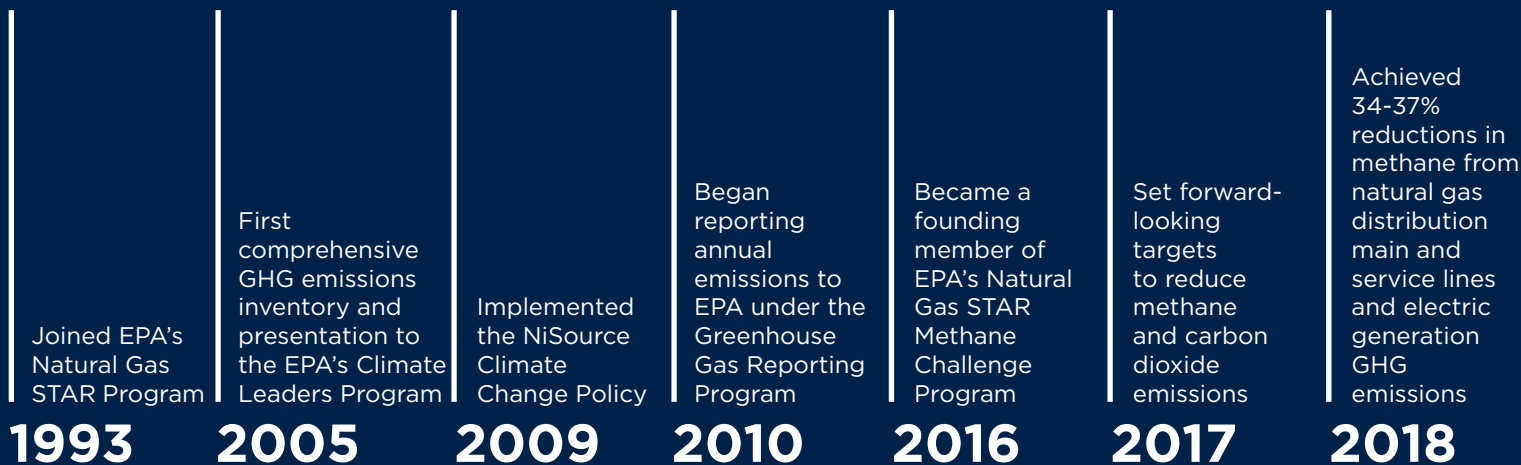 Joined EPA's
Natural Gas
STAR Program
1993
First
comprehensive
GHG emissions
inventory and
presentation to
the EPA's Climate
Leaders Program
2005
Implemented
the NiSource
Climate
Change Policy
2009
Began
reporting
annual
emissions to
EPA under the
Greenhouse
Gas Reporting
Program
2010
Became a
founding
member of
EPA's Natural
Gas STAR
Methane
Challenge
Program
2016
Set forward-
looking
targets
to reduce
methane
and carbon
dioxide
emissions
2017
Achieved
34-37%
reductions in
methane from
natural gas
distribution
main and
service lines
and electric
generation
GHG
emissions
2018